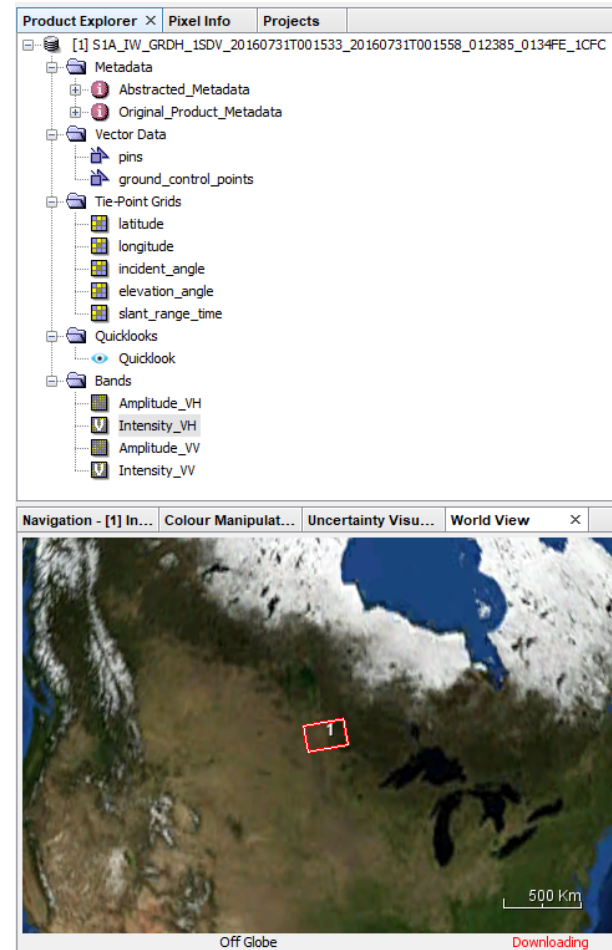 Product Explorer × Pixel Info Projects
[1] S1A_IW_GRDH_1SDV_20160731T001533_20160731T001558_012385_0134FE_1CFC
Metadata
Abstracted_Metadata
Original_Product_Metadata
Vector Data
pins
ground_control_points
Tie-Point Grids
latitude
longitude
incident_angle
elevation_angle
slant_range_time
Quicklooks
Quicklook
Bands
Amplitude_VH
Intensity_VH
Amplitude_VV
Intensity_VV
Navigation - [1] In... Colour Manipulat... Uncertainty Visu... World View ×
1
500 Km
Off Globe Downloading